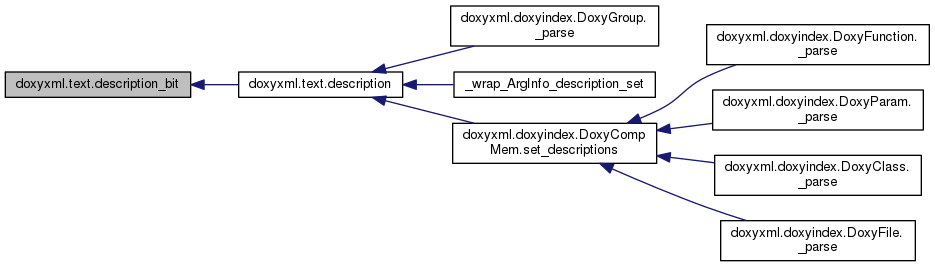 doxyxml.text.description_bit
doxyxml.text.description
doxyxml.doxyindex.DoxyGroup.
_parse
_wrap_ArgInfo_description_set
doxyxml.doxyindex.DoxyComp
Mem.set_descriptions
doxyxml.doxyindex.DoxyFunction.
_parse
doxyxml.doxyindex.DoxyParam.
_parse
doxyxml.doxyindex.DoxyClass.
_parse
doxyxml.doxyindex.DoxyFile.
_parse